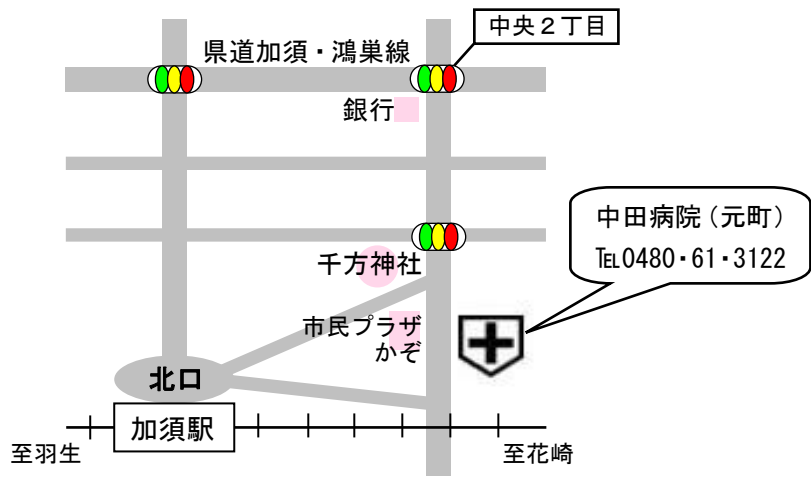 中央２丁目
県道加須・鴻巣線
銀行
中田病院（元町）
℡0480・61・3122
千方神社
市民プラザ
かぞ
北口
加須駅
至羽生
至花崎